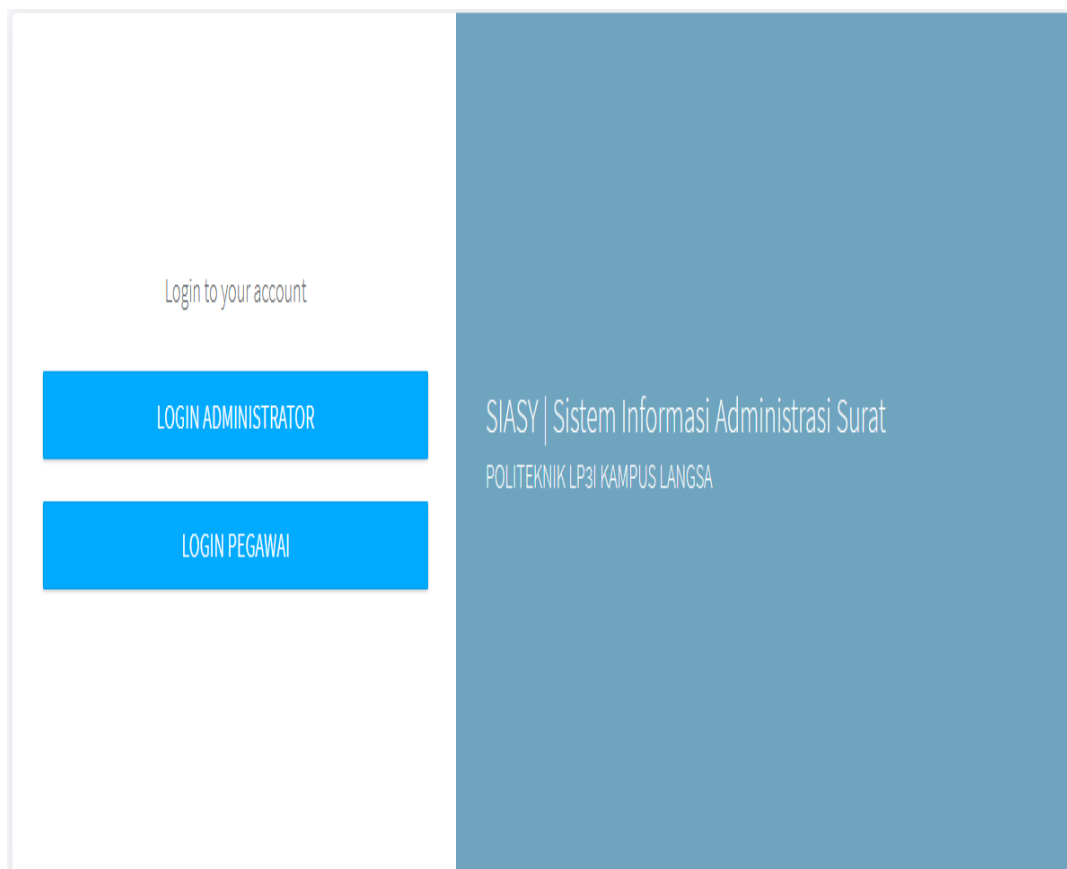 Login to your account
LOGIN ADMINISTRATOR
LOGIN PEGAWAI
SIASY | Sistem Informasi Administrasi Surat
POLITEKNIK LP3I KAMPUS LANGSA